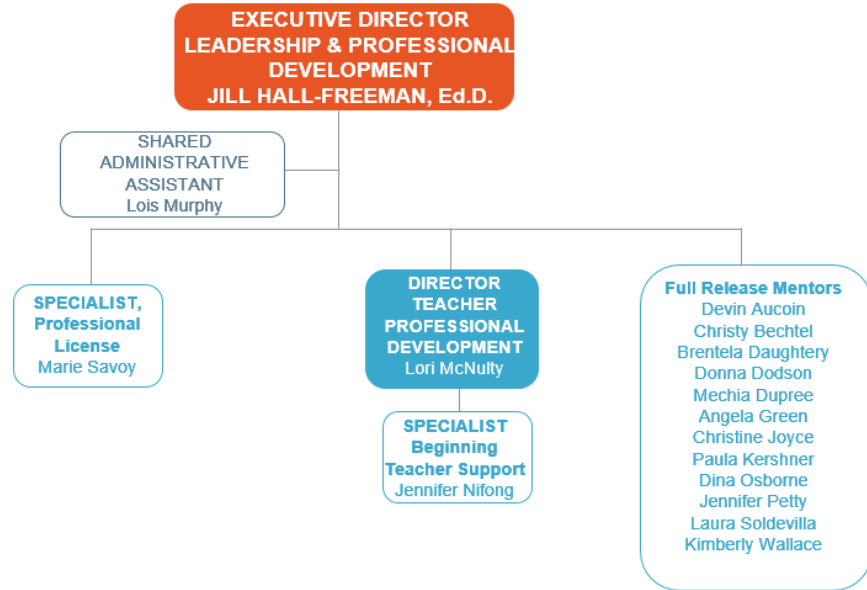 EXECUTIVE DIRECTOR
LEADERSHIP & PROFESSIONAL
DEVELOPMENT
JILL HALL-FREEMAN, Ed.D.
SHARED
ADMINISTRATIVE
ASSISTANT
Lois Murphy
SPECIALIST,
Professional
License
Marie Savoy
DIRECTOR
TEACHER
PROFESSIONAL
DEVELOPMENT
Lori McNulty
SPECIALIST
Beginning
Teacher Support
Jennifer Nifong
Full Release Mentors
Devin Aucoin
Christy Bechtel
Brentela Daughtery
Donna Dodson
Mechia Dupree
Angela Green
Christine Joyce
Paula Kershner
Dina Osborne
Jennifer Petty
Laura Soldevilla
Kimberly Wallace